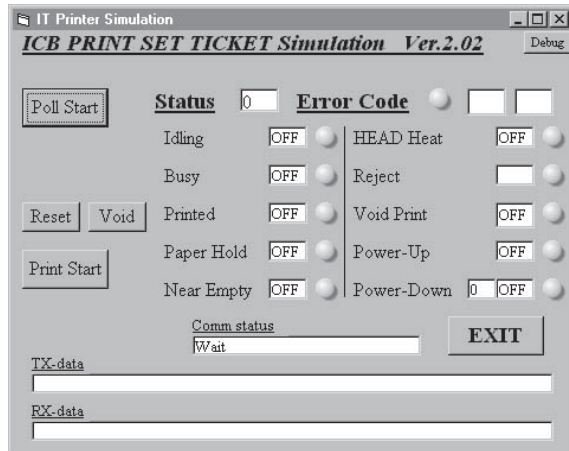 IT Printer Simulation
ICB PRINT SET TICKET Simulation Ver.2.02 Debug
Poll Start
Status 0 Error Code
Idling OFF HEAD Heat OFF
Busy OFF Reject
Reset Void Printed OFF Void Print OFF
Print Start
Paper Hold OFF Power-Up OFF
Near Empty OFF Power-Down 0 OFF
Comm status
Wait
EXIT
TX-data
RX-data